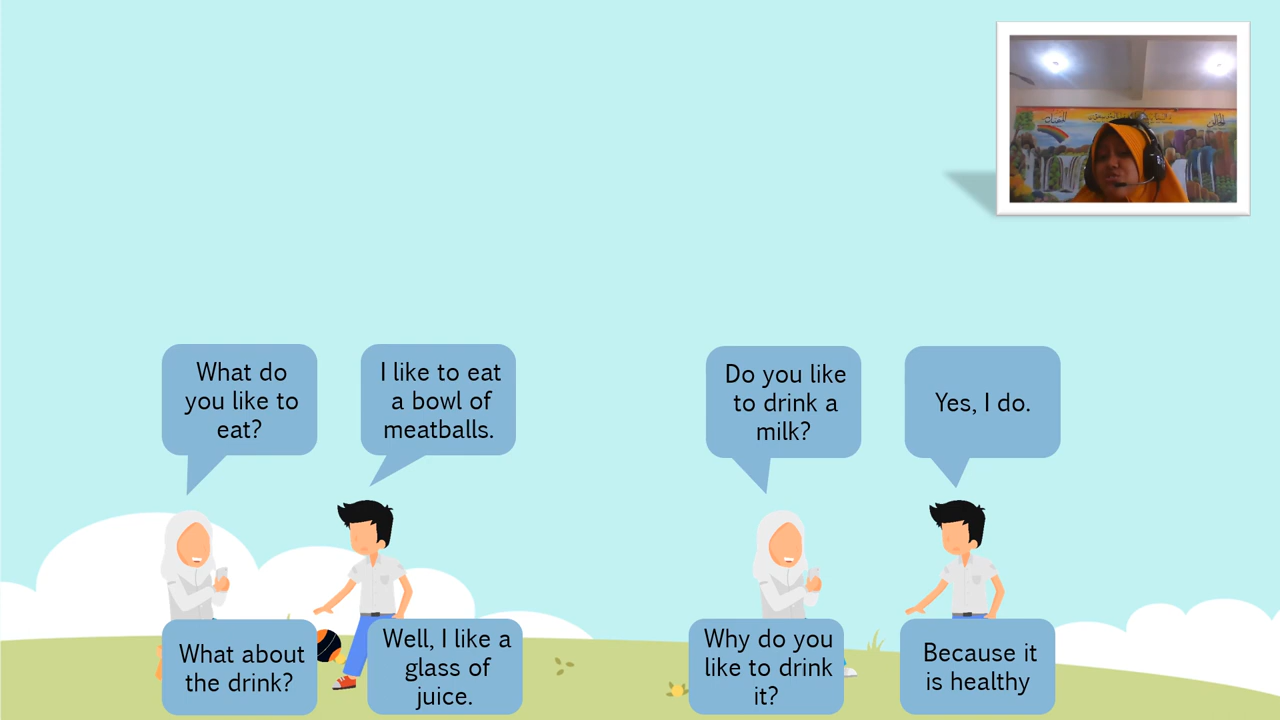 What do
you like to
eat?
I like to eat
a bowl of
meatballs.
What about
the drink?
Well, I like a
glass of
juice.
Do you like
to drink a
milk?
Yes, I do.
Why do you
like to drink
it?
Because it
is healthy